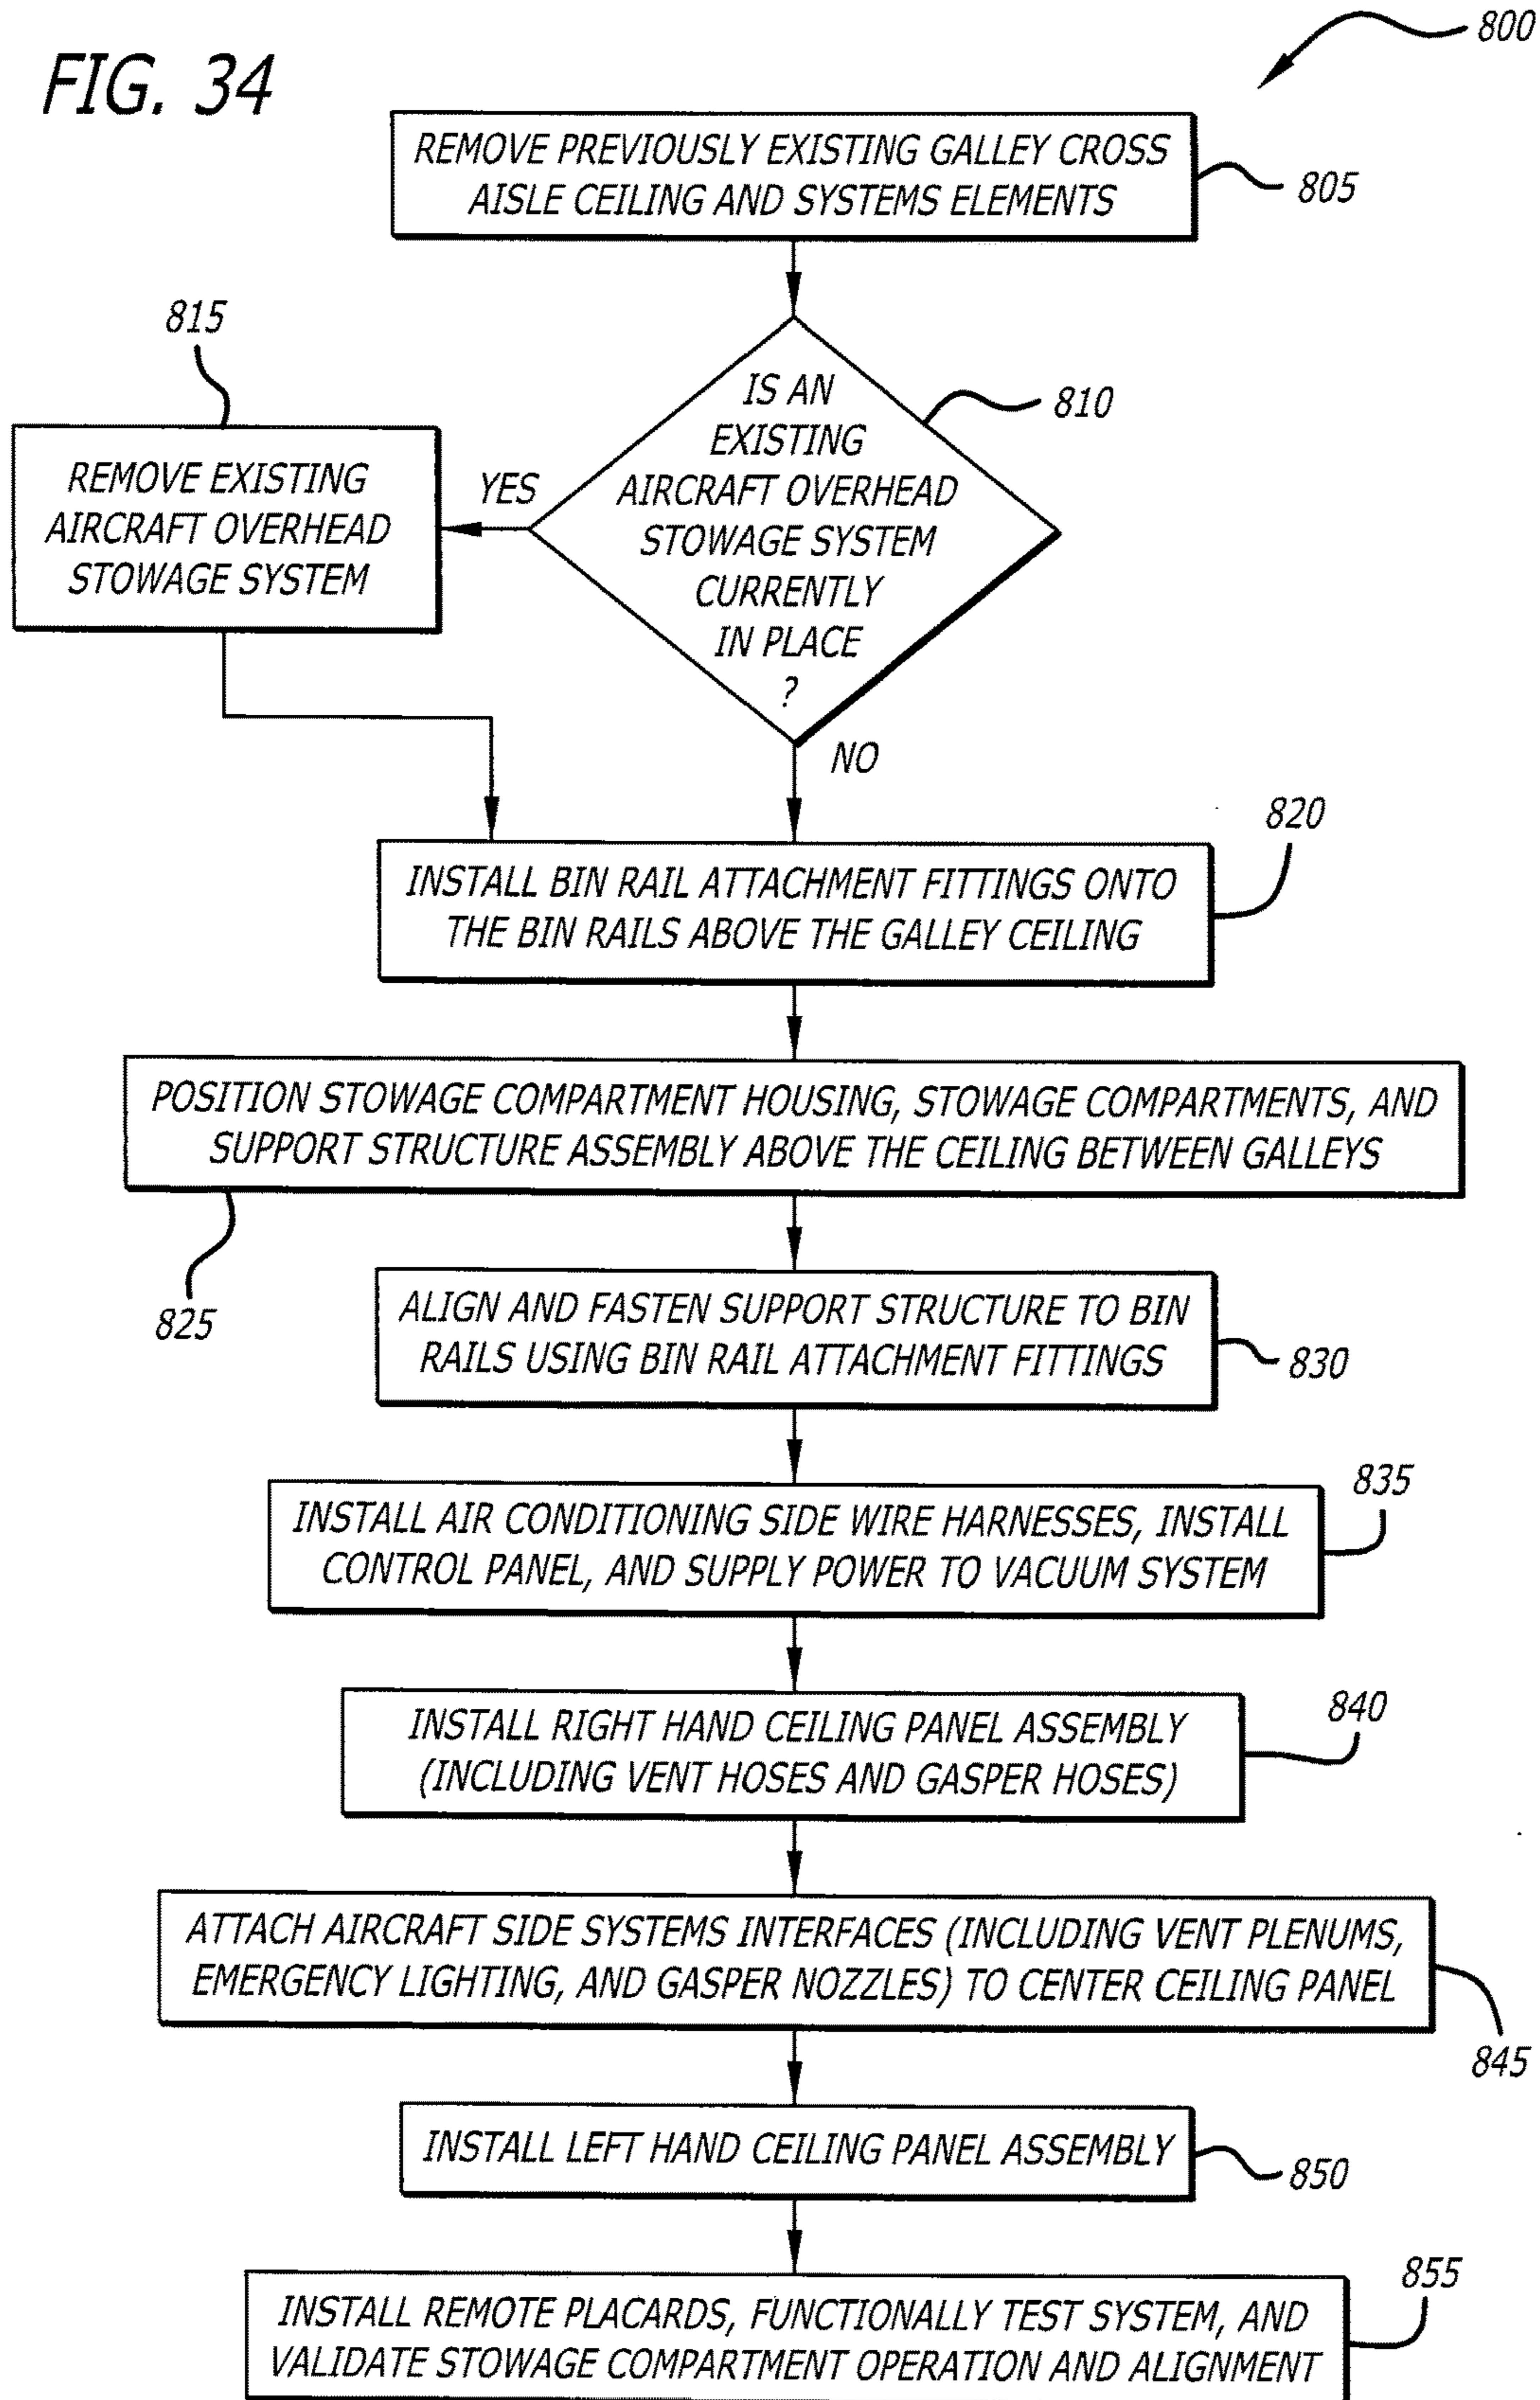 FIG. 34
800
REMOVE PREVIOUSLY EXISTING GALLEY CROSS
AISLE CEILING AND SYSTEMS ELEMENTS
805
815
IS AN
EXISTING
AIRCRAFT OVERHEAD
STOWAGE SYSTEM
CURRENTLY
IN PLACE
?
810
YES
REMOVE EXISTING
AIRCRAFT OVERHEAD
STOWAGE SYSTEM
NO
820
INSTALL BIN RAIL ATTACHMENT FITTINGS ONTO
THE BIN RAILS ABOVE THE GALLEY CEILING
POSITION STOWAGE COMPARTMENT HOUSING, STOWAGE COMPARTMENTS, AND
SUPPORT STRUCTURE ASSEMBLY ABOVE THE CEILING BETWEEN GALLEYS
825
ALIGN AND FASTEN SUPPORT STRUCTURE TO BIN
RAILS USING BIN RAIL ATTACHMENT FITTINGS
830
835
INSTALL AIR CONDITIONING SIDE WIRE HARNESSES, INSTALL
CONTROL PANEL, AND SUPPLY POWER TO VACUUM SYSTEM
840
INSTALL RIGHT HAND CEILING PANEL ASSEMBLY
(INCLUDING VENT HOSES AND GASPER HOSES)
ATTACH AIRCRAFT SIDE SYSTEMS INTERFACES (INCLUDING VENT PLENUMS,
EMERGENCY LIGHTING, AND GASPER NOZZLES) TO CENTER CEILING PANEL
845
INSTALL LEFT HAND CEILING PANEL ASSEMBLY
850
855
INSTALL REMOTE PLACARDS, FUNCTIONALLY TEST SYSTEM, AND
VALIDATE STOWAGE COMPARTMENT OPERATION AND ALIGNMENT